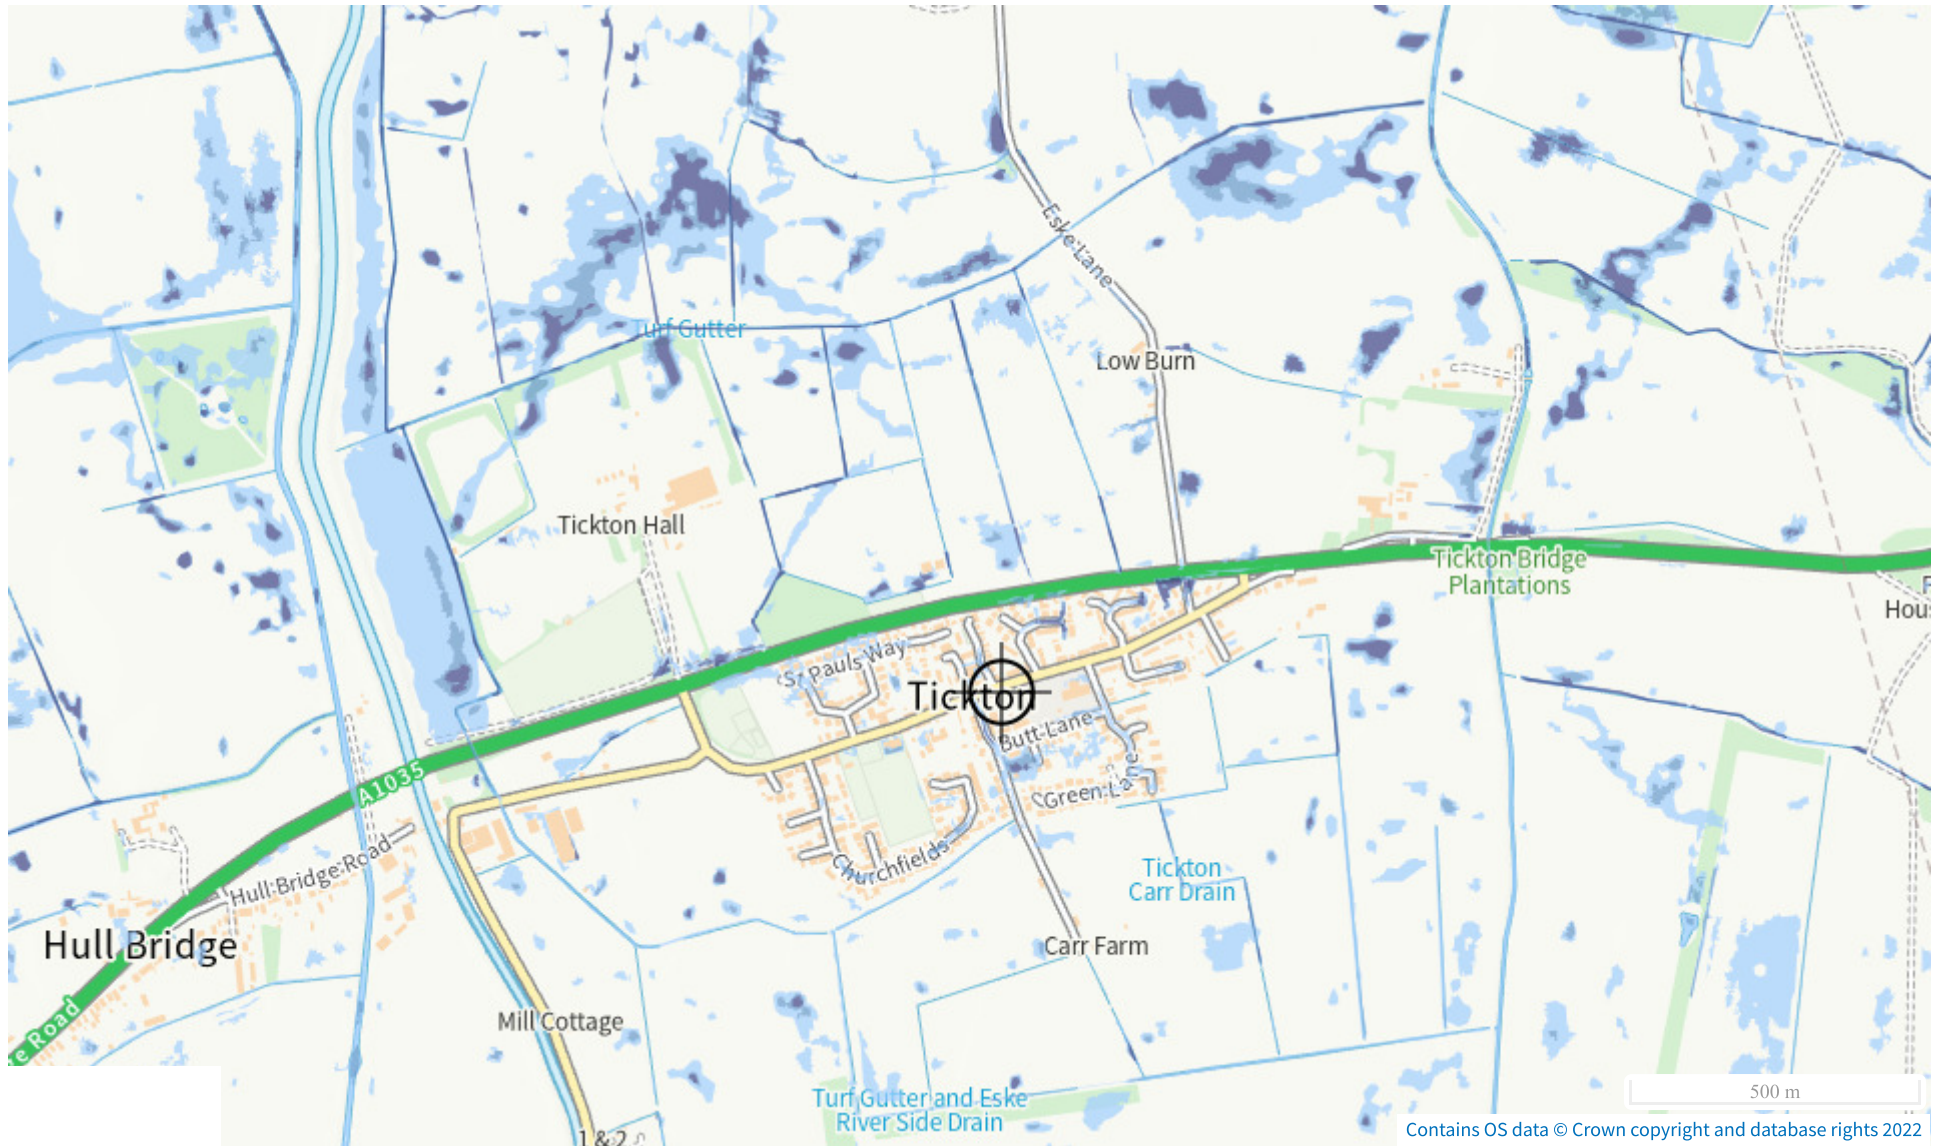 Eske Lane
Turf Gutter
Low Burn
Tickton Hall
Tickton Bridge
Plantations
Hou
St Pauls Way
Tickton
Butt Lane
Green Lane
A1035
Hull Bridge Road
Churchfields
Tickton
Carr Drain
Hull Bridge
Carr Farm
Mill Cottage
e Road
Turf Gutter and Eske
River Side Drain
1 & 2
500 m
Contains OS data © Crown copyright and database rights 2022